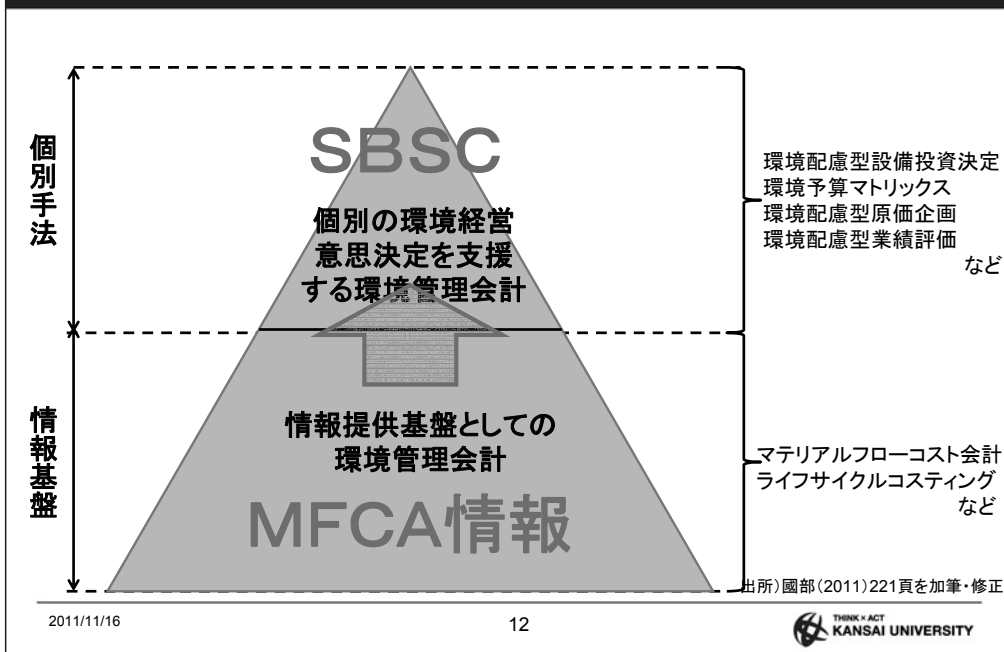 個別手法
SBSC
個別の環境経営
意思決定を支援
する環境管理会計
環境配慮型設備投資決定
環境予算マトリックス
環境配慮型原価企画
環境配慮型業績評価
など
情報基盤
情報提供基盤としての
環境管理会計
MFCA情報
マテリアルフローコスト会計
ライフサイクルコスティング
など
出所)國部(2011)221頁を加筆・修正
2011/11/16
12
THINK×ACT
KANSAI UNIVERSITY